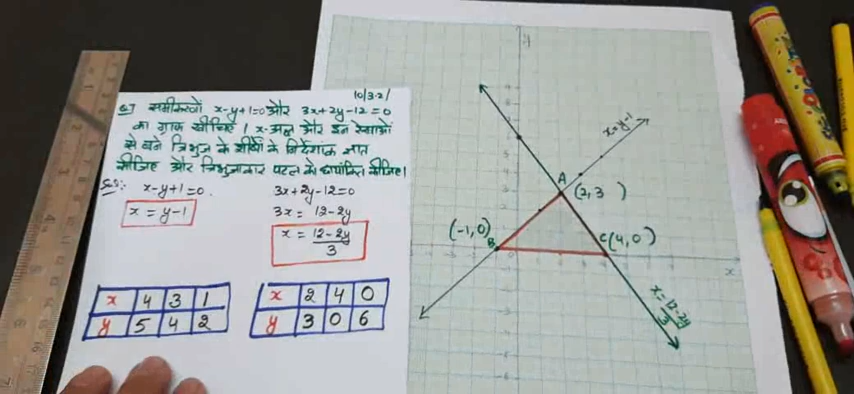 10/3.2/
Q7 समीकरणों x-y+1=0 और 3x+2y-12=0
का ग्राफ खींचिए। x-अक्ष और इन रेखाओं
से बने त्रिभुज के शीर्षों के निर्देशांक ज्ञात
कीजिए और त्रिभुजाकार पटल को छायांकित कीजिए।
Sol: x-y+1=0 3x+2y-12=0
x = y-1 3x = 12-2y
x = 12-2y/3
x 4 3 1
y 5 4 2
x 2 4 0
y 3 0 6
y
x=y-1
A (2,3)
(-1,0) B
C(4,0)
x
x=12-2y/3